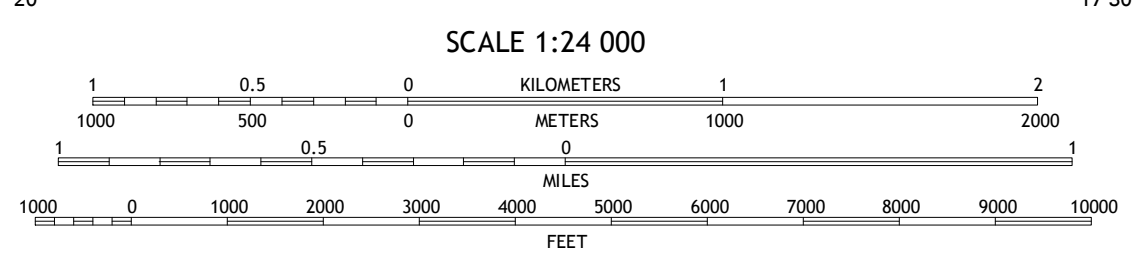 20 17 30
SCALE 1:24 000
1 0.5 0 KILOMETERS 1 2
1000 500 0 METERS 1000 2000
1 0.5 0 1
MILES
1000 0 1000 2000 3000 4000 5000 6000 7000 8000 9000 10000
FEET